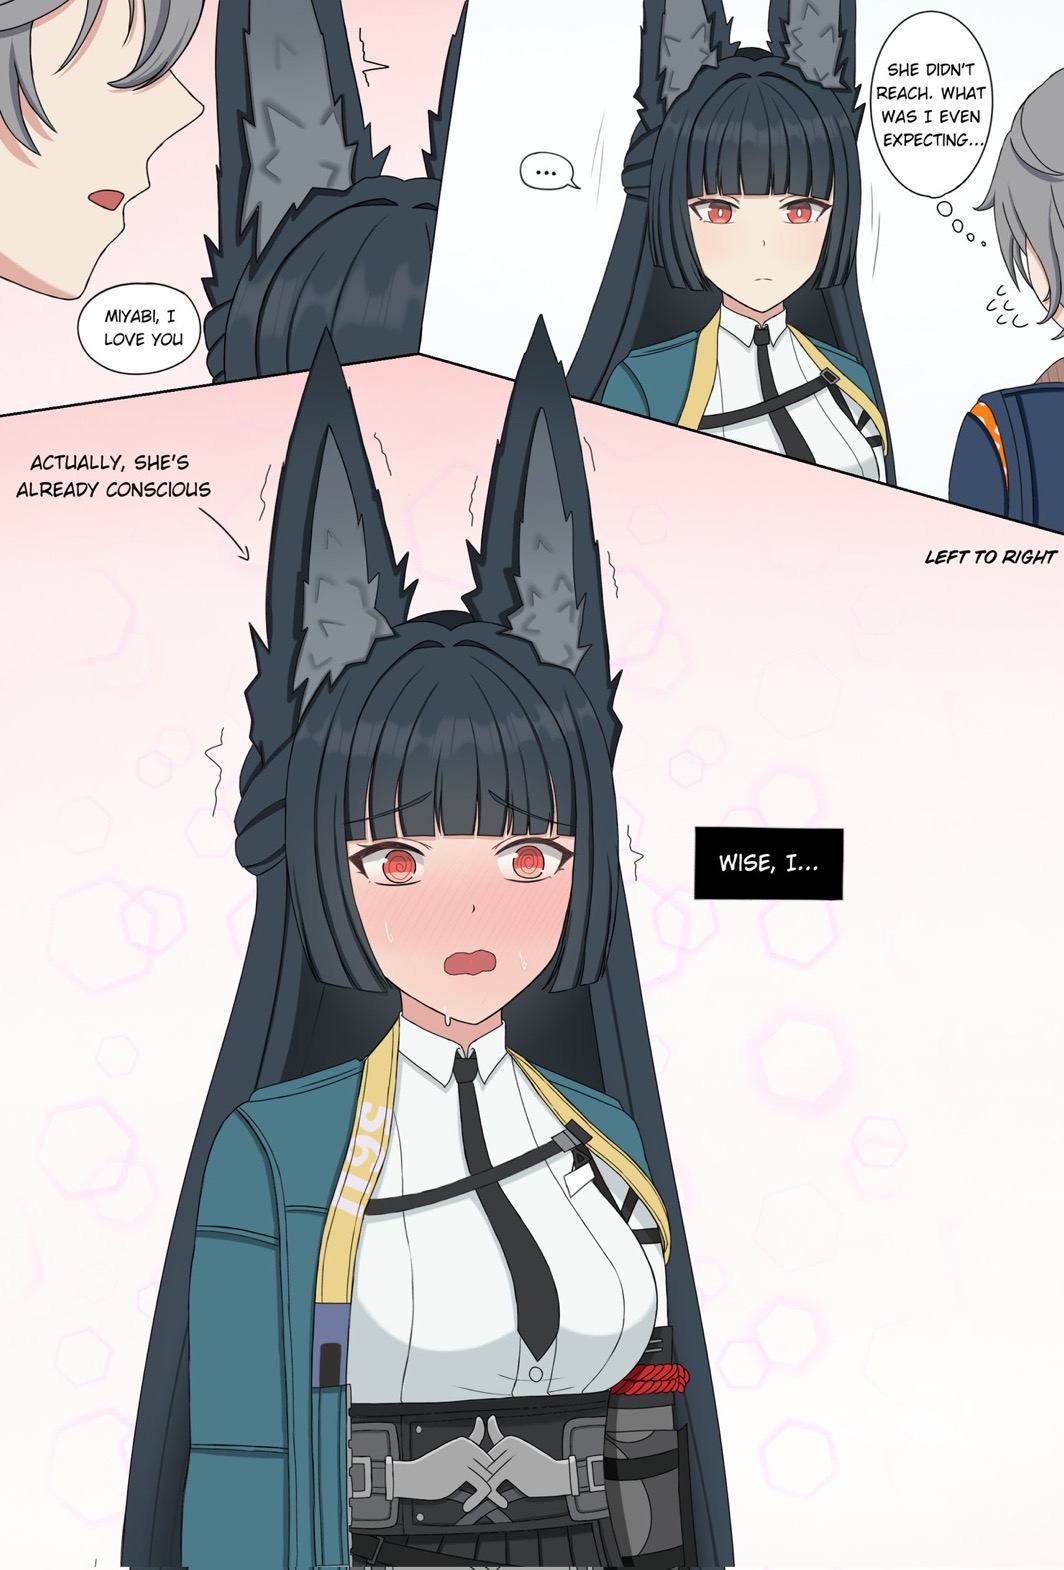 MIYABI, I
LOVE YOU
...
SHE DIDN'T
REACH. WHAT
WAS I EVEN
EXPECTING...
ACTUALLY, SHE'S
ALREADY CONSCIOUS
LEFT TO RIGHT
WISE, I...